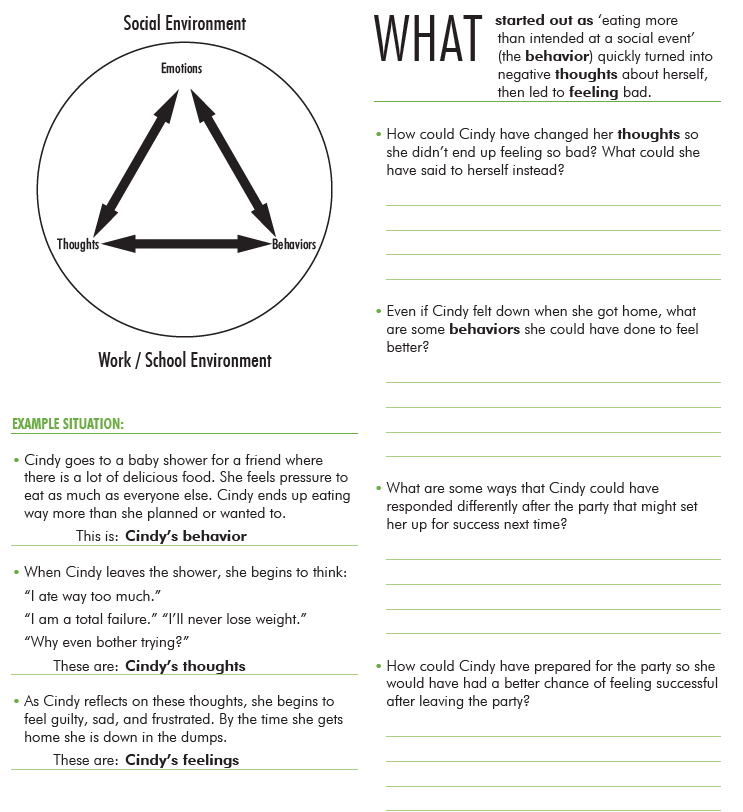 Social Environment
Emotions
Thoughts
Behaviors
Work / School Environment
EXAMPLE SITUATION:
• Cindy goes to a baby shower for a friend where
there is a lot of delicious food. She feels pressure to
eat as much as everyone else. Cindy ends up eating
way more than she planned or wanted to.
This is: Cindy’s behavior
• When Cindy leaves the shower, she begins to think:
“I ate way too much.”
“I am a total failure.” “I’ll never lose weight.”
“Why even bother trying?”
These are: Cindy’s thoughts
• As Cindy reflects on these thoughts, she begins to
feel guilty, sad, and frustrated. By the time she gets
home she is down in the dumps.
These are: Cindy’s feelings
WHAT started out as ‘eating more
than intended at a social event’
(the behavior) quickly turned into
negative thoughts about herself,
then led to feeling bad.
• How could Cindy have changed her thoughts so
she didn’t end up feeling so bad? What could she
have said to herself instead?
• Even if Cindy felt down when she got home, what
are some behaviors she could have done to feel
better?
• What are some ways that Cindy could have
responded differently after the party that might set
her up for success next time?
• How could Cindy have prepared for the party so she
would have had a better chance of feeling successful
after leaving the party?